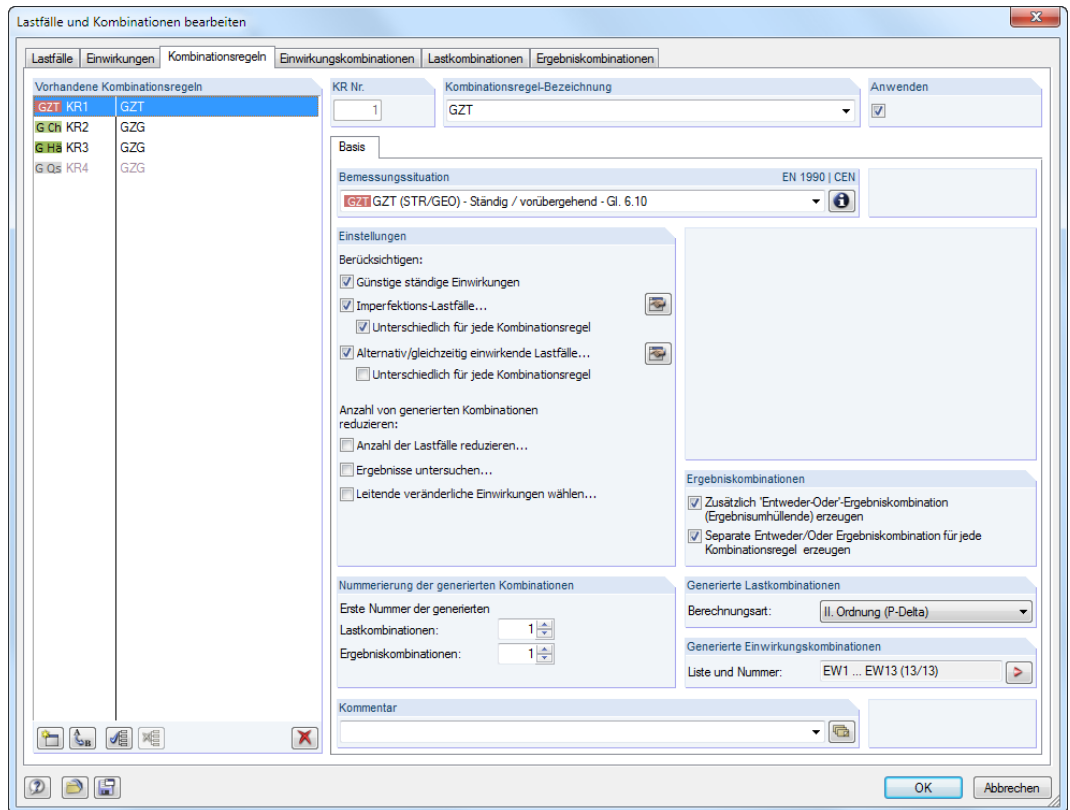 Lastfälle und Kombinationen bearbeiten
Lastfälle Einwirkungen Kombinationsregeln Einwirkungskombinationen Lastkombinationen Ergebniskombinationen
Vorhandene Kombinationsregeln
GZT KR1 GZT
G Ch KR2 GZG
G Hä KR3 GZG
G Qs KR4 GZG
KR Nr.
1
Kombinationsregel-Bezeichnung
GZT
Anwenden
Basis
Bemessungssituation EN 1990 | CEN
GZT GZT (STR/GEO) - Ständig / vorübergehend - Gl. 6.10
Einstellungen
Berücksichtigen:
Günstige ständige Einwirkungen
Imperfektions-Lastfälle...
Unterschiedlich für jede Kombinationsregel
Alternativ/gleichzeitig einwirkende Lastfälle...
Unterschiedlich für jede Kombinationsregel
Anzahl von generierten Kombinationen
reduzieren:
Anzahl der Lastfälle reduzieren...
Ergebnisse untersuchen...
Leitende veränderliche Einwirkungen wählen...
Ergebniskombinationen
Zusätzlich 'Entweder-Oder'-Ergebniskombination
(Ergebnisumhüllende) erzeugen
Separate Entweder/Oder Ergebniskombination für jede
Kombinationsregel erzeugen
Nummerierung der generierten Kombinationen
Erste Nummer der generierten
Lastkombinationen: 1
Ergebniskombinationen: 1
Generierte Lastkombinationen
Berechnungsart: II. Ordnung (P-Delta)
Generierte Einwirkungskombinationen
Liste und Nummer: EW1 ... EW13 (13/13)
Kommentar
OK Abbrechen